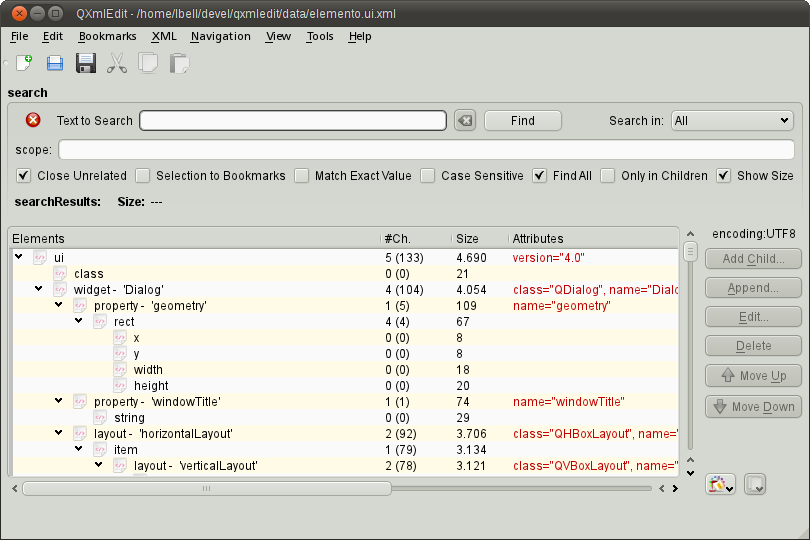 QXmlEdit - /home/lbell/devel/qxmledit/data/elemento.ui.xml
File Edit Bookmarks XML Navigation View Tools Help
search
Text to Search Find Search in: All
scope:
Close Unrelated Selection to Bookmarks Match Exact Value Case Sensitive Find All Only in Children Show Size
searchResults: Size: ---
Elements #Ch. Size Attributes
ui 5 (133) 4.690 version="4.0"
class 0 (0) 21
widget - 'Dialog' 4 (104) 4.054 class="QDialog", name="Dialo
property - 'geometry' 1 (5) 109 name="geometry"
rect 4 (4) 67
x 0 (0) 8
y 0 (0) 8
width 0 (0) 18
height 0 (0) 20
property - 'windowTitle' 1 (1) 74 name="windowTitle"
string 0 (0) 29
layout - 'horizontalLayout' 2 (92) 3.706 class="QHBoxLayout", name="
item 1 (79) 3.134
layout - 'verticalLayout' 2 (78) 3.121 class="QVBoxLayout", name="
encoding:UTF8
Add Child...
Append...
Edit...
Delete
Move Up
Move Down